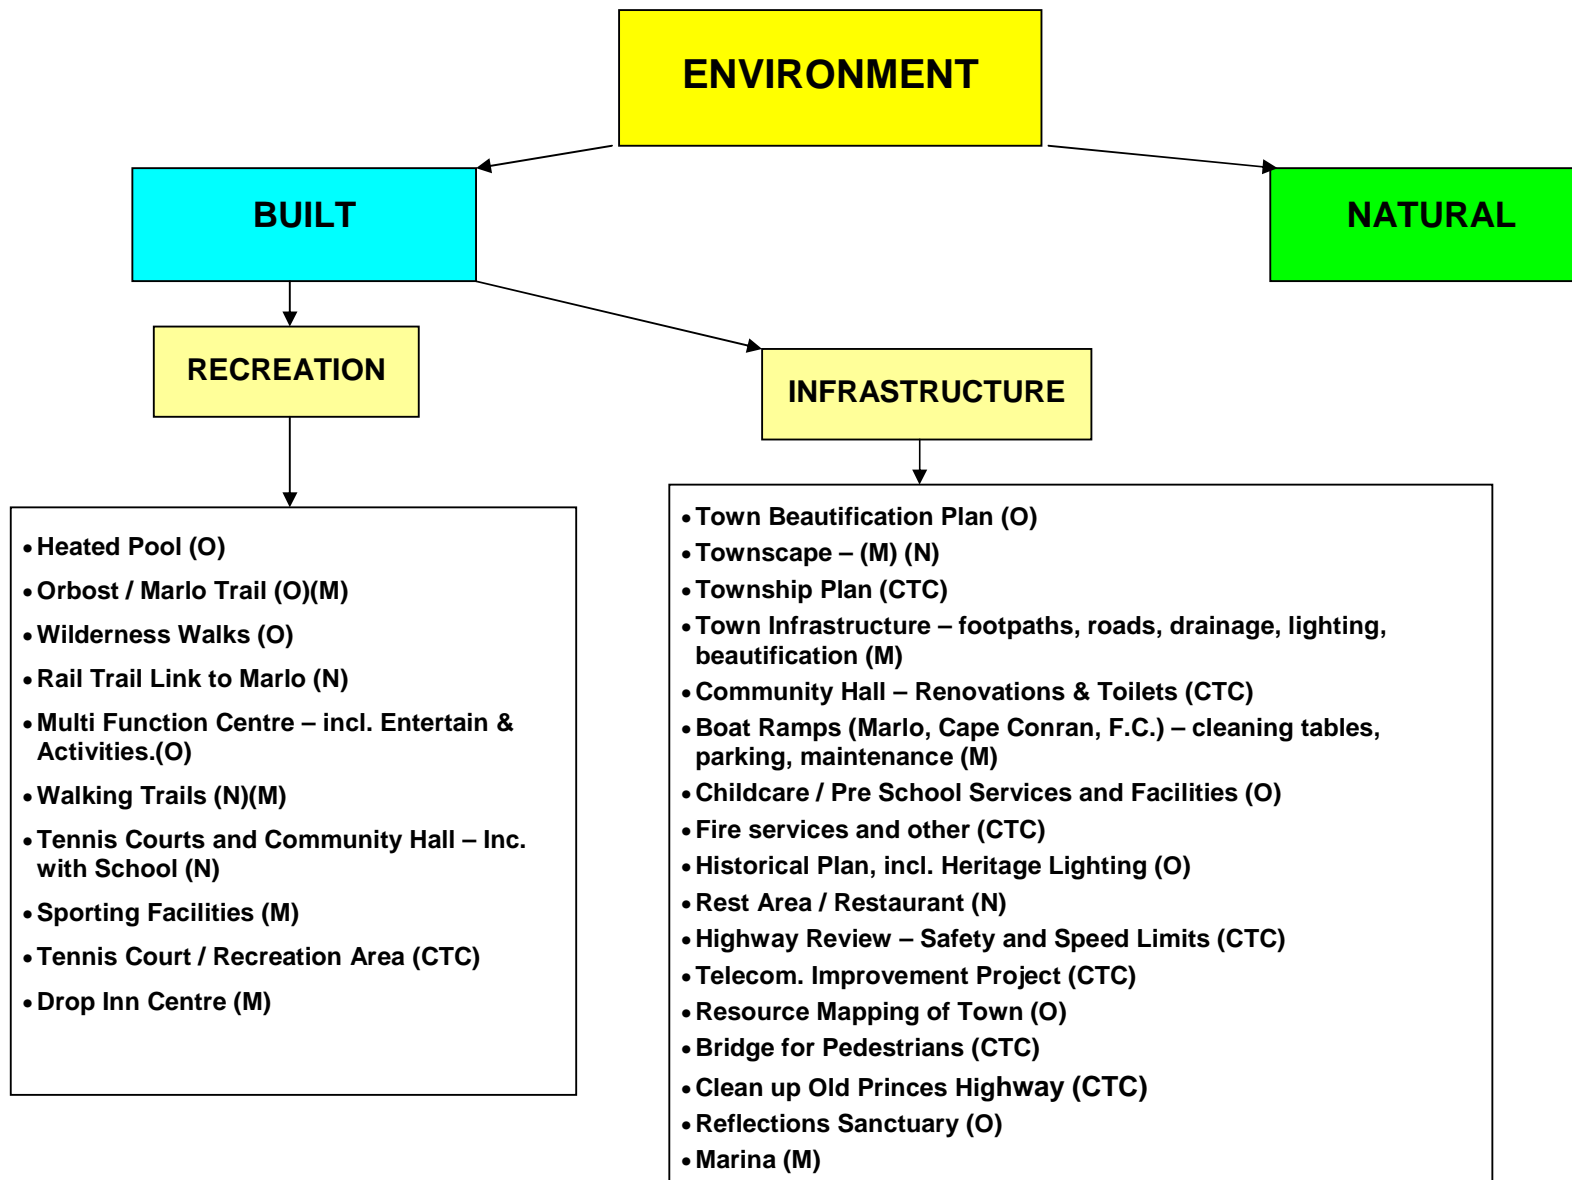 ENVIRONMENT
BUILT
NATURAL
RECREATION
INFRASTRUCTURE
• Heated Pool (O)
• Orbost / Marlo Trail (O)(M)
• Wilderness Walks (O)
• Rail Trail Link to Marlo (N)
• Multi Function Centre – incl. Entertain &
Activities.(O)
• Walking Trails (N)(M)
• Tennis Courts and Community Hall – Inc.
with School (N)
• Sporting Facilities (M)
• Tennis Court / Recreation Area (CTC)
• Drop Inn Centre (M)
• Town Beautification Plan (O)
• Townscape – (M) (N)
• Township Plan (CTC)
• Town Infrastructure – footpaths, roads, drainage, lighting,
beautification (M)
• Community Hall – Renovations & Toilets (CTC)
• Boat Ramps (Marlo, Cape Conran, F.C.) – cleaning tables,
parking, maintenance (M)
• Childcare / Pre School Services and Facilities (O)
• Fire services and other (CTC)
• Historical Plan, incl. Heritage Lighting (O)
• Rest Area / Restaurant (N)
• Highway Review – Safety and Speed Limits (CTC)
• Telecom. Improvement Project (CTC)
• Resource Mapping of Town (O)
• Bridge for Pedestrians (CTC)
• Clean up Old Princes Highway (CTC)
• Reflections Sanctuary (O)
• Marina (M)